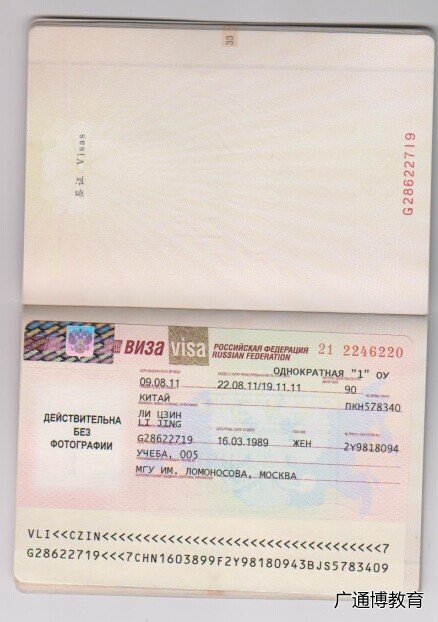 33
签证 Visas
G28622719
ВИЗА visa РОССИЙСКАЯ ФЕДЕРАЦИЯ 21 2246220
RUSSIAN FEDERATION
ОДНОКРАТНАЯ "1" ОУ
09.08.11 22.08.11/19.11.11 90
КИТАЙ ПКН578340
ДЕЙСТВИТЕЛЬНА
БЕЗ
ФОТОГРАФИИ
ЛИ ЦЗИН
LI JING
G28622719 16.03.1989 ЖЕН 2У9818094
УЧЕБА, 005
МГУ ИМ. ЛОМОНОСОВА, МОСКВА
VLI<<CZIN<<<<<<<<<<<<<<<<<<<<<<<<<<<<<<<<<<7
G28622719<<7CHN1603899F2Y98180943BJS5783409
广通博教育